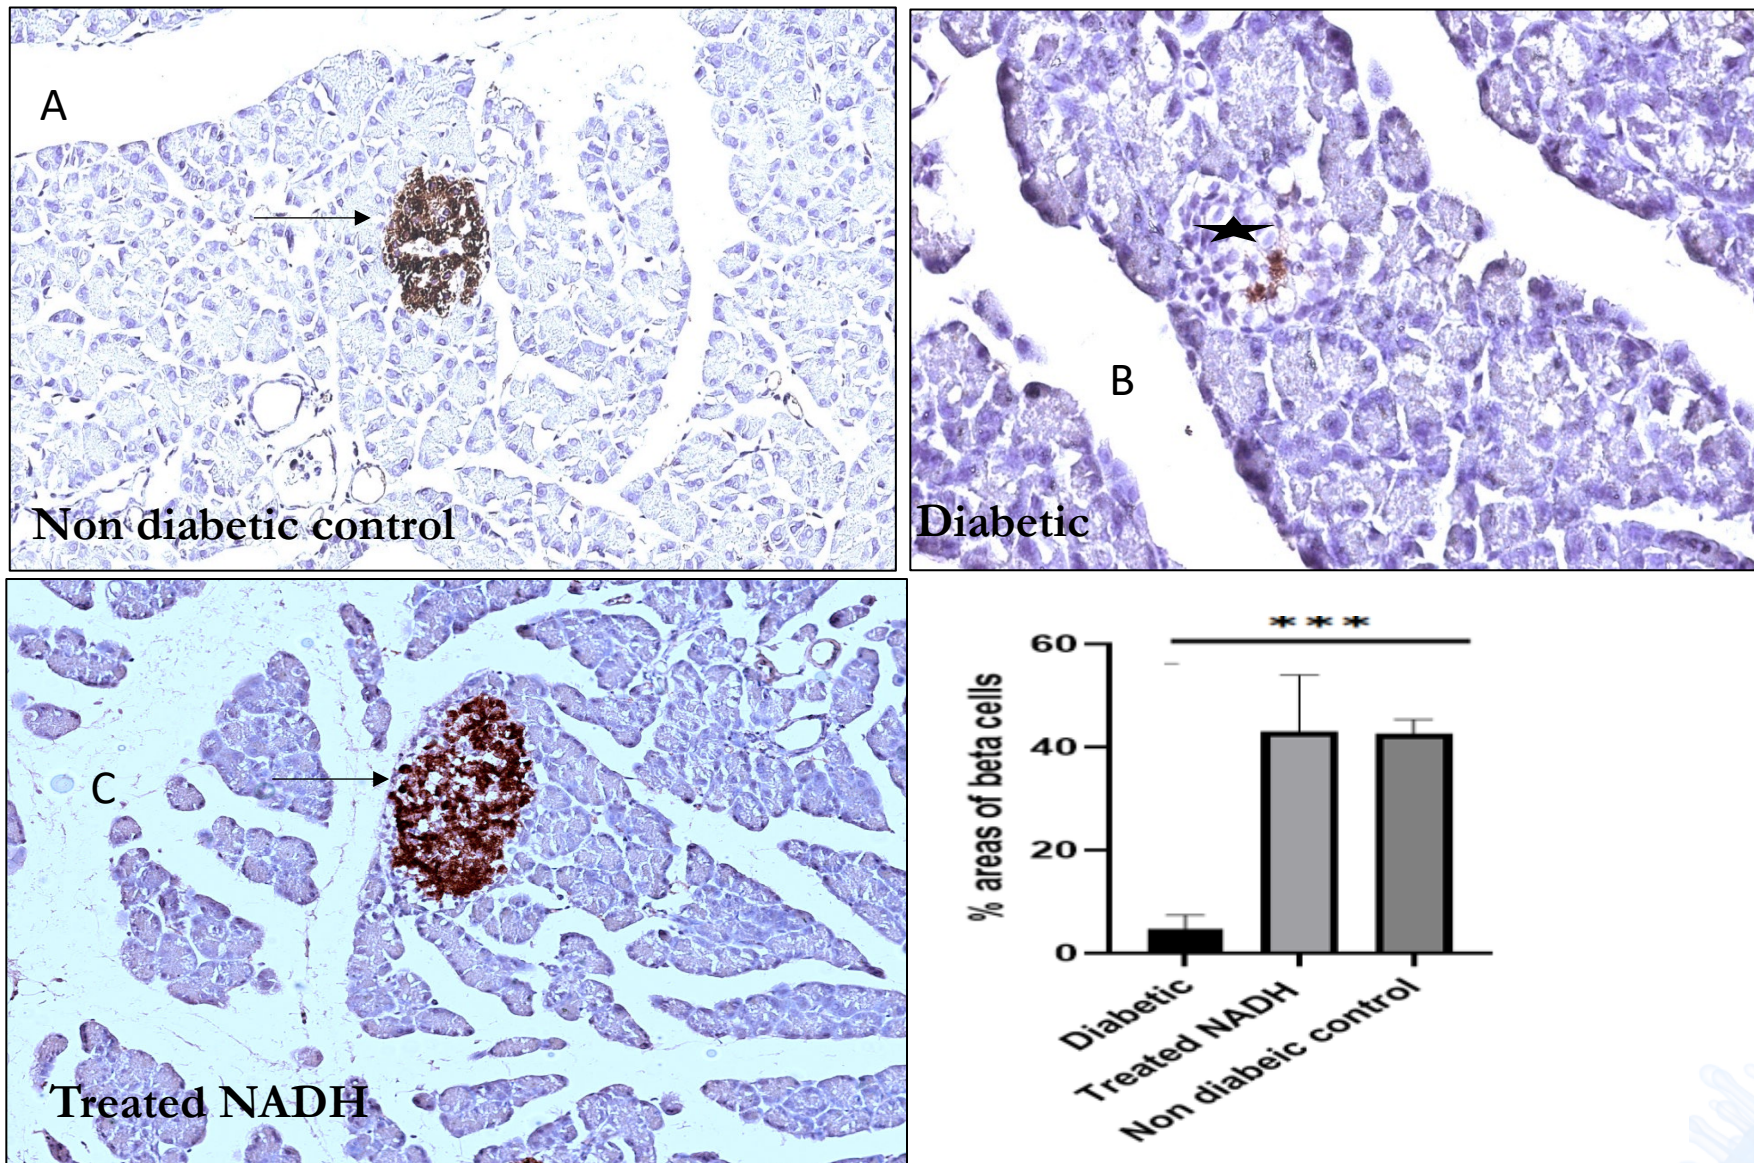 A
Non diabetic control
B
Diabetic
C
Treated NADH
***
% areas of beta cells
60
40
20
0
Diabetic
Treated NADH
Non diabeic control